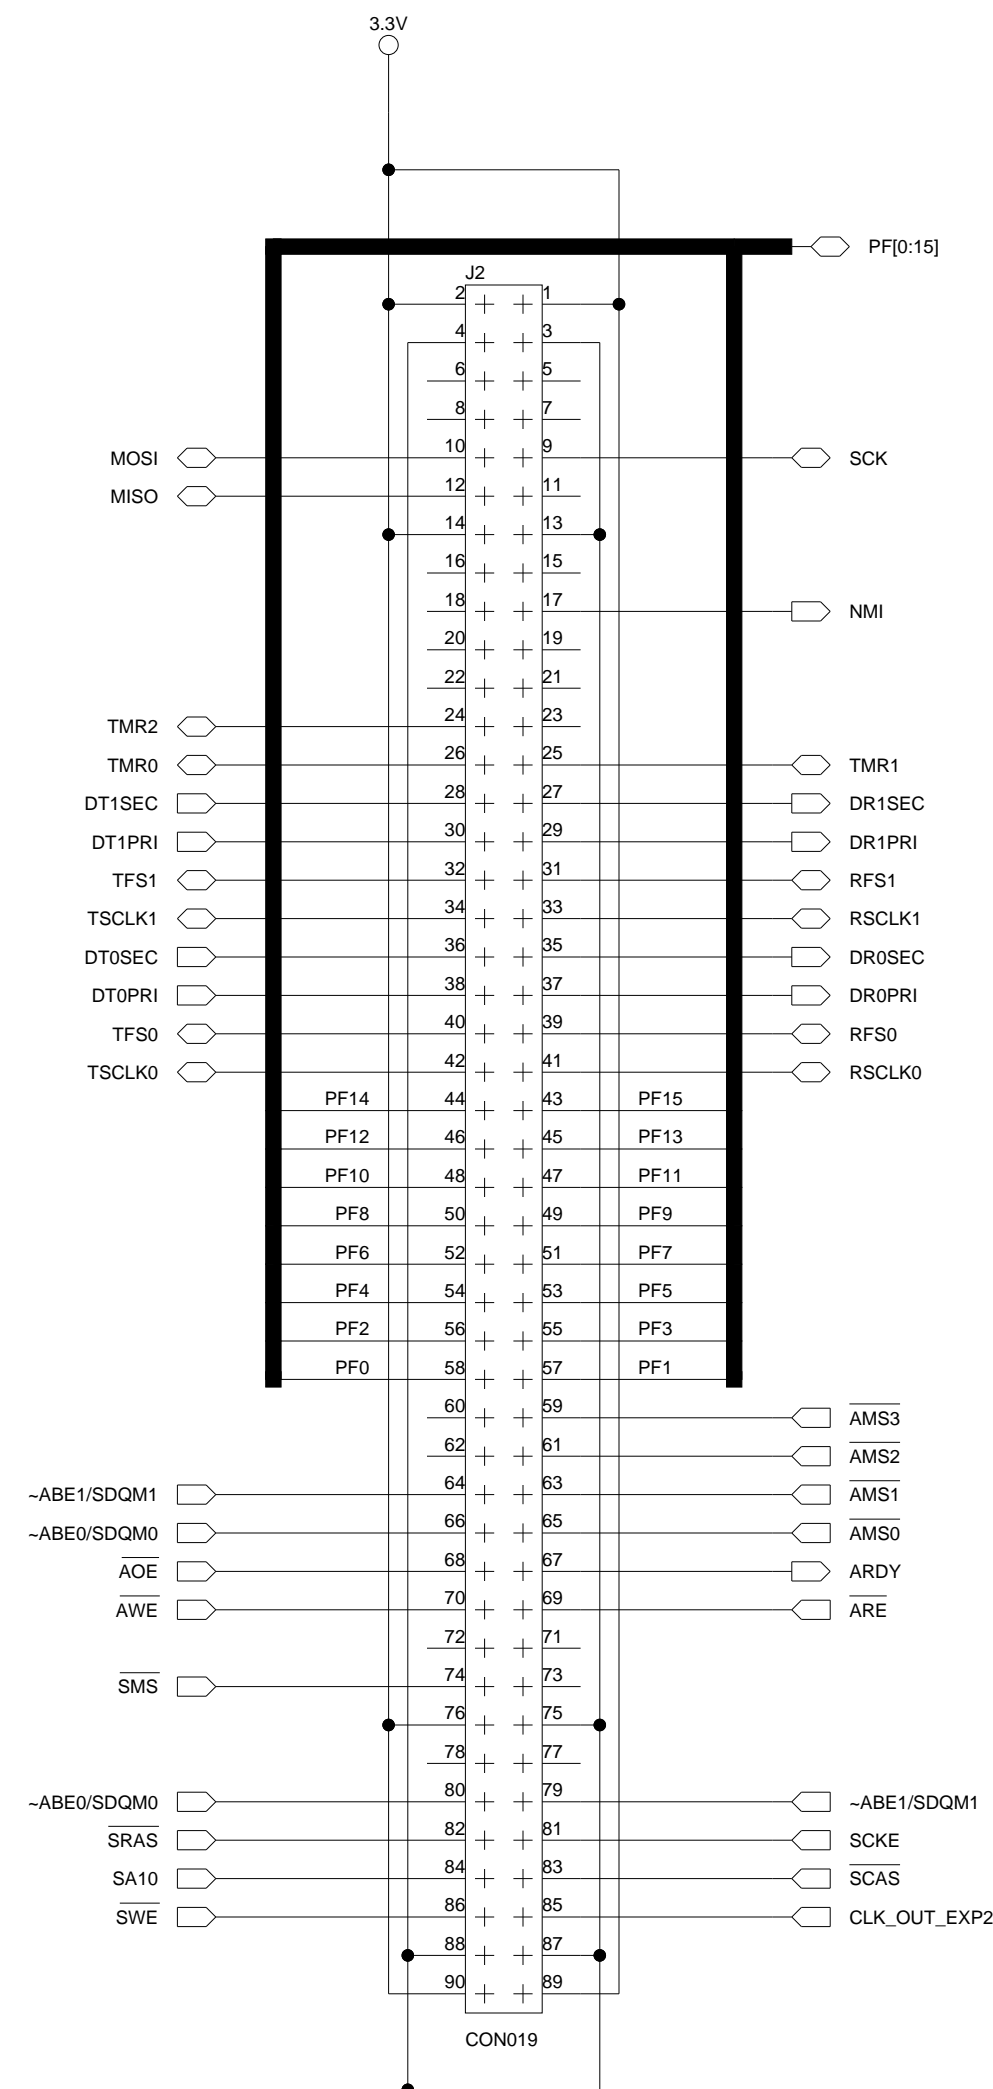 3.3V
PF[0:15]
J2
2 1
4 3
6 5
8 7
MOSI 10 9 SCK
MISO 12 11
14 13
16 15
18 17 NMI
20 19
22 21
TMR2 24 23
TMR0 26 25 TMR1
DT1SEC 28 27 DR1SEC
DT1PRI 30 29 DR1PRI
TFS1 32 31 RFS1
TSCLK1 34 33 RSCLK1
DT0SEC 36 35 DR0SEC
DT0PRI 38 37 DR0PRI
TFS0 40 39 RFS0
TSCLK0 42 41 RSCLK0
PF14 44 43 PF15
PF12 46 45 PF13
PF10 48 47 PF11
PF8 50 49 PF9
PF6 52 51 PF7
PF4 54 53 PF5
PF2 56 55 PF3
PF0 58 57 PF1
60 59 AMS3
62 61 AMS2
~ABE1/SDQM1 64 63 AMS1
~ABE0/SDQM0 66 65 AMS0
AOE 68 67 ARDY
AWE 70 69 ARE
72 71
SMS 74 73
76 75
78 77
~ABE0/SDQM0 80 79 ~ABE1/SDQM1
SRAS 82 81 SCKE
SA10 84 83 SCAS
SWE 86 85 CLK_OUT_EXP2
88 87
90 89
CON019